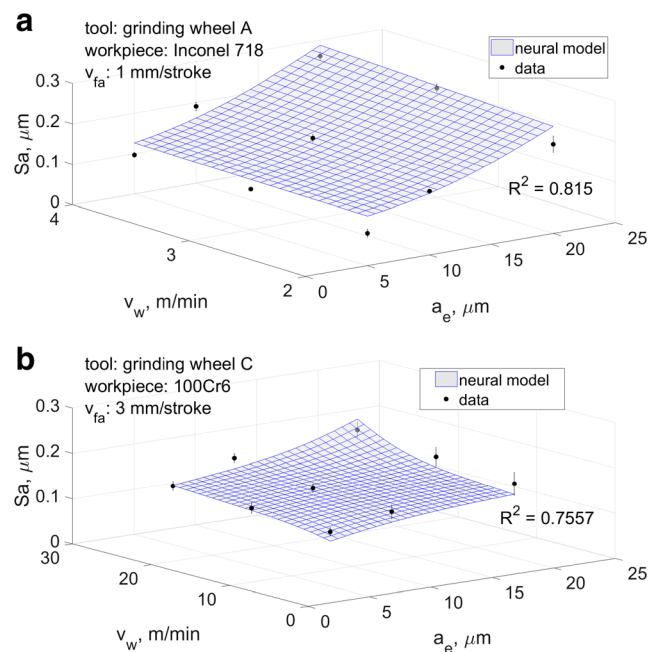 a
tool: grinding wheel A
workpiece: Inconel 718
v_fa: 1 mm/stroke
neural model
data
0.3
0.2
0.1
0
Sa, μm
4
3
2
v_w, m/min
0
5
10
15
20
25
a_e, μm
R² = 0.815
b
tool: grinding wheel C
workpiece: 100Cr6
v_fa: 3 mm/stroke
neural model
data
0.3
0.2
0.1
0
Sa, μm
30
20
10
0
v_w, m/min
0
5
10
15
20
25
a_e, μm
R² = 0.7557